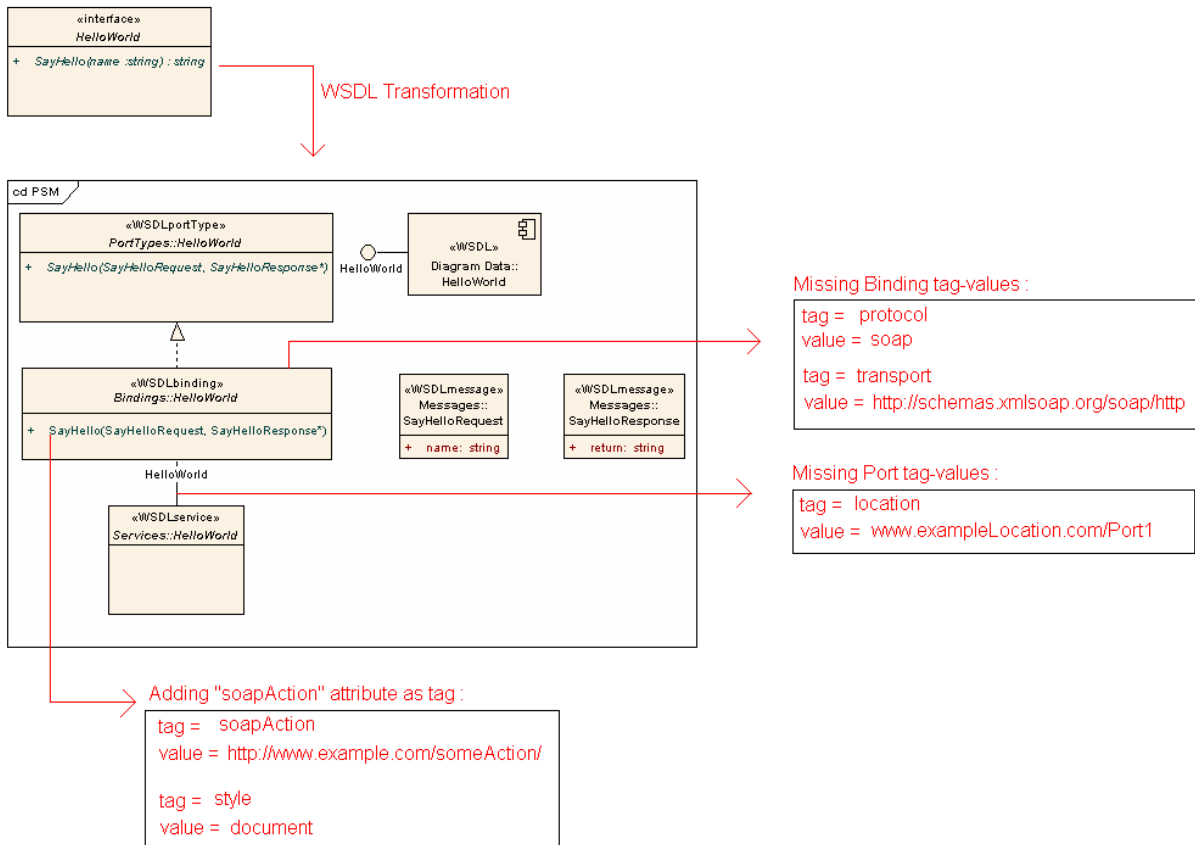 «interface»
HelloWorld
+ SayHello(name :string) : string
WSDL Transformation
cd PSM
«WSDLportType»
PortTypes::HelloWorld
+ SayHello(SayHelloRequest, SayHelloResponse*)
HelloWorld
«WSDL»
Diagram Data::
HelloWorld
«WSDLbinding»
Bindings::HelloWorld
+ SayHello(SayHelloRequest, SayHelloResponse*)
HelloWorld
«WSDLmessage»
Messages::
SayHelloRequest
+ name: string
«WSDLmessage»
Messages::
SayHelloResponse
+ return: string
«WSDLservice»
Services::HelloWorld
Missing Binding tag-values :
tag = protocol
value = soap
tag = transport
value = http://schemas.xmlsoap.org/soap/http
Missing Port tag-values :
tag = location
value = www.exampleLocation.com/Port1
Adding "soapAction" attribute as tag :
tag = soapAction
value = http://www.example.com/someAction/
tag = style
value = document